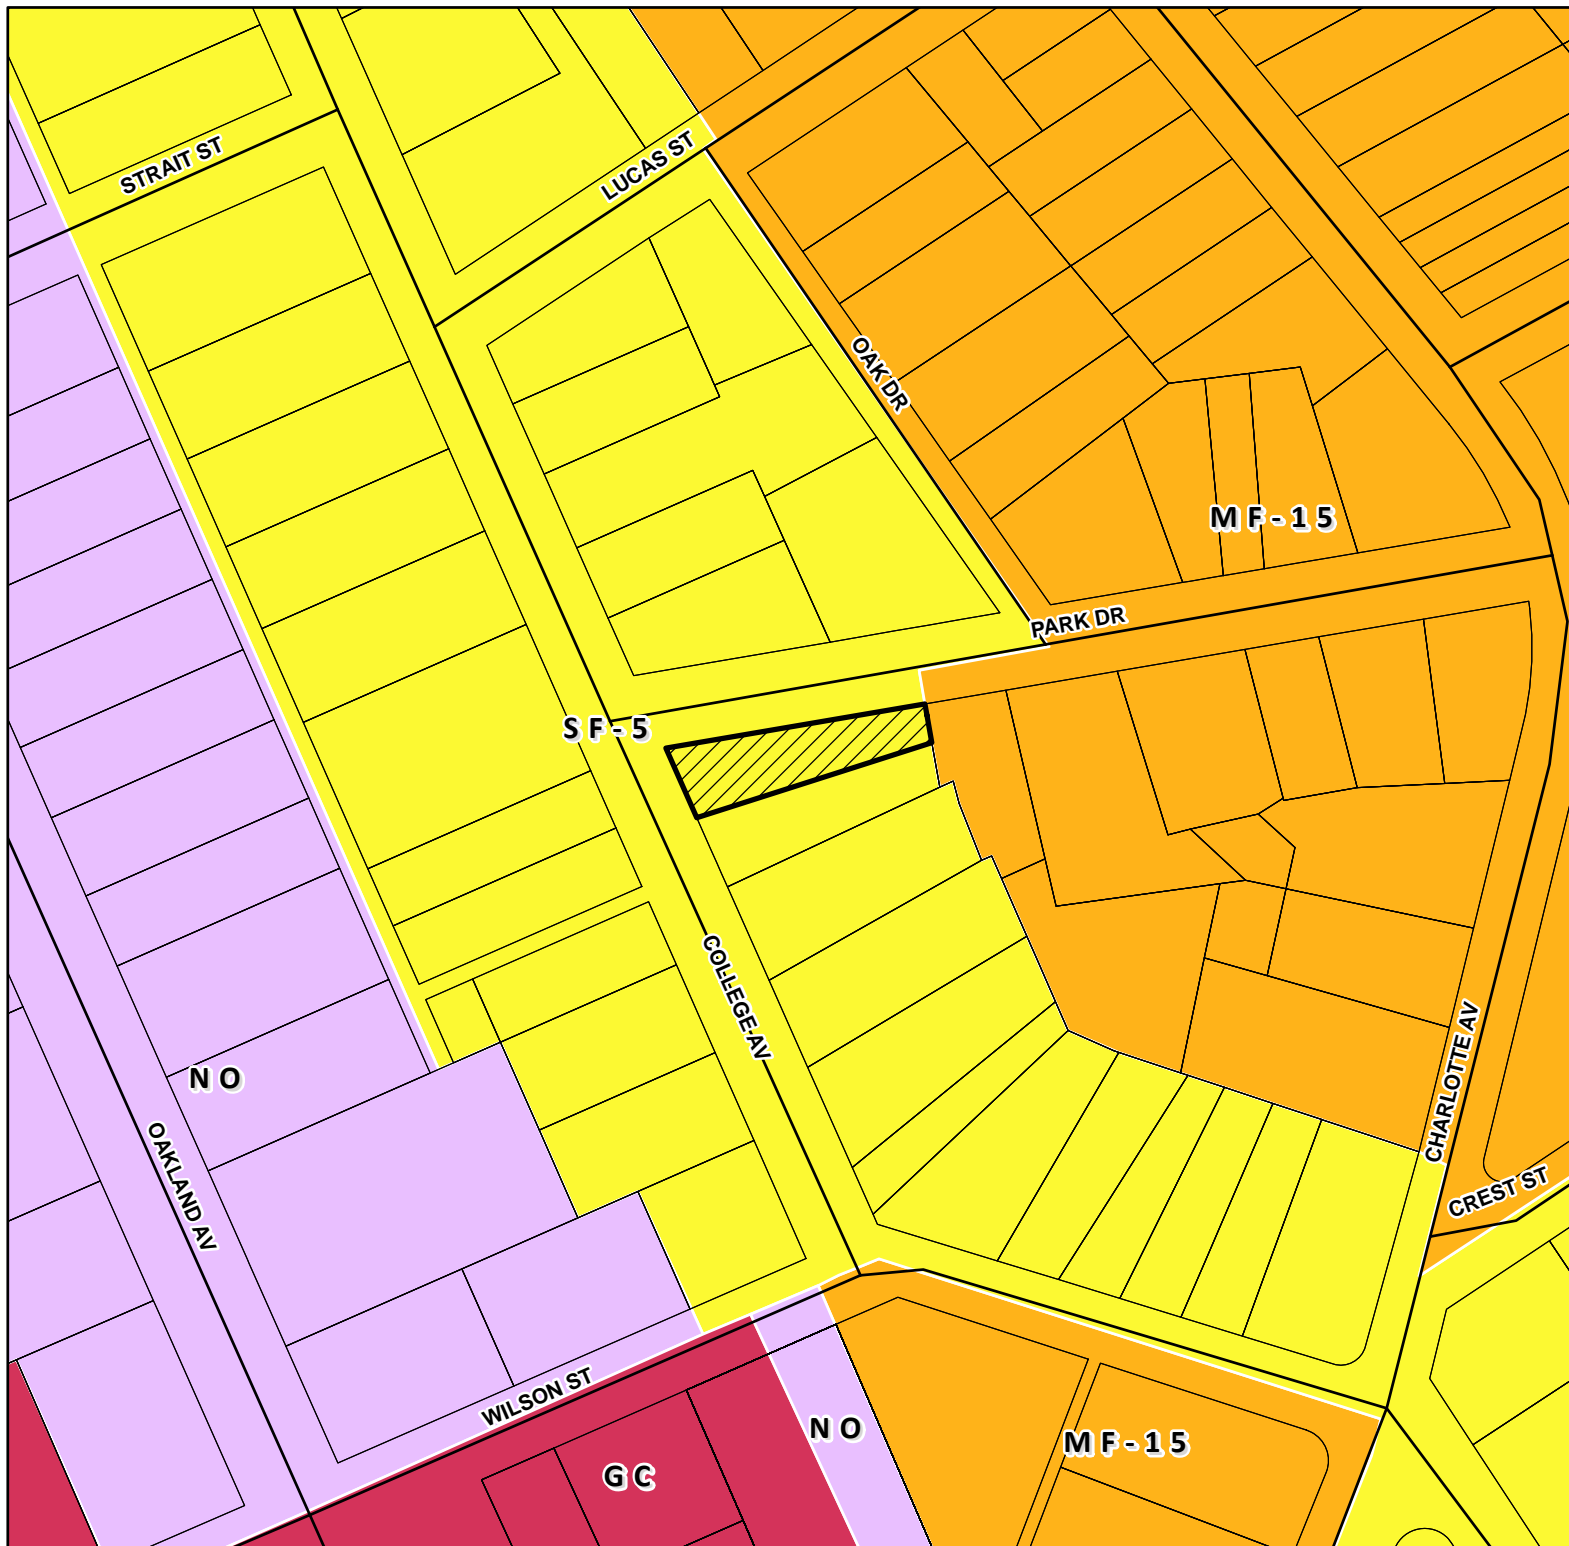 STRAIT ST
LUCAS ST
OAK DR
MF-15
PARK DR
SF-5
COLLEGE AV
CHARLOTTE AV
NO
OAKLAND AV
CREST ST
WILSON ST
NO
MF-15
GC